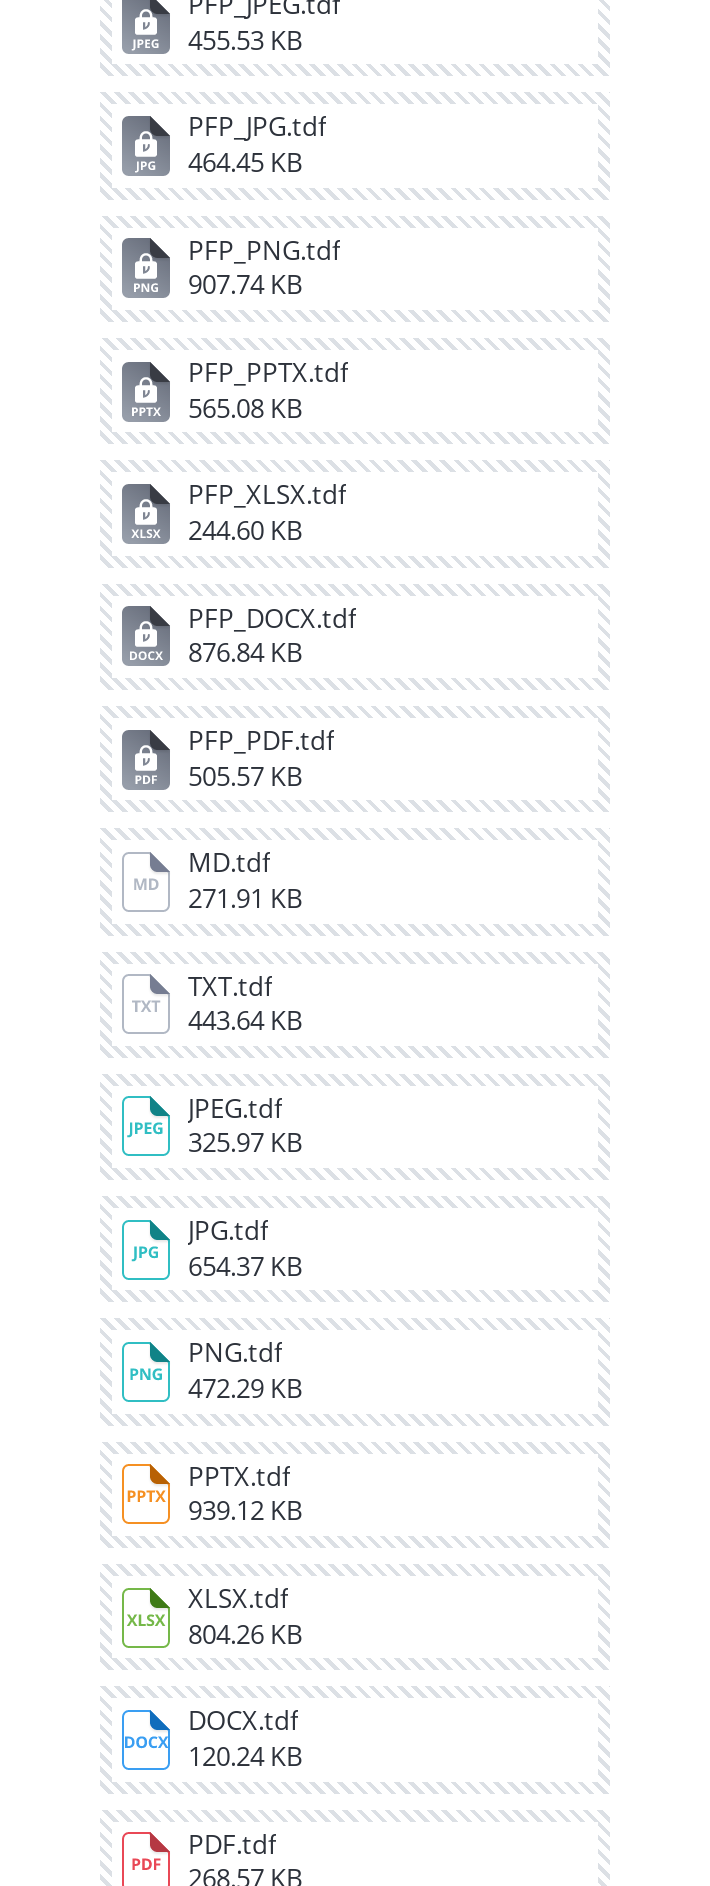 PFP_JPEG.tdf
JPEG
455.53 KB
PFP_JPG.tdf
JPG
464.45 KB
PFP_PNG.tdf
PNG
907.74 KB
PFP_PPTX.tdf
PPTX
565.08 KB
PFP_XLSX.tdf
XLSX
244.60 KB
PFP_DOCX.tdf
DOCX
876.84 KB
PFP_PDF.tdf
PDF
505.57 KB
MD.tdf
MD
271.91 KB
TXT.tdf
TXT
443.64 KB
JPEG.tdf
JPEG
325.97 KB
JPG.tdf
JPG
654.37 KB
PNG.tdf
PNG
472.29 KB
PPTX.tdf
PPTX
939.12 KB
XLSX.tdf
XLSX
804.26 KB
DOCX.tdf
DOCX
120.24 KB
PDF.tdf
PDF
268.57 KB